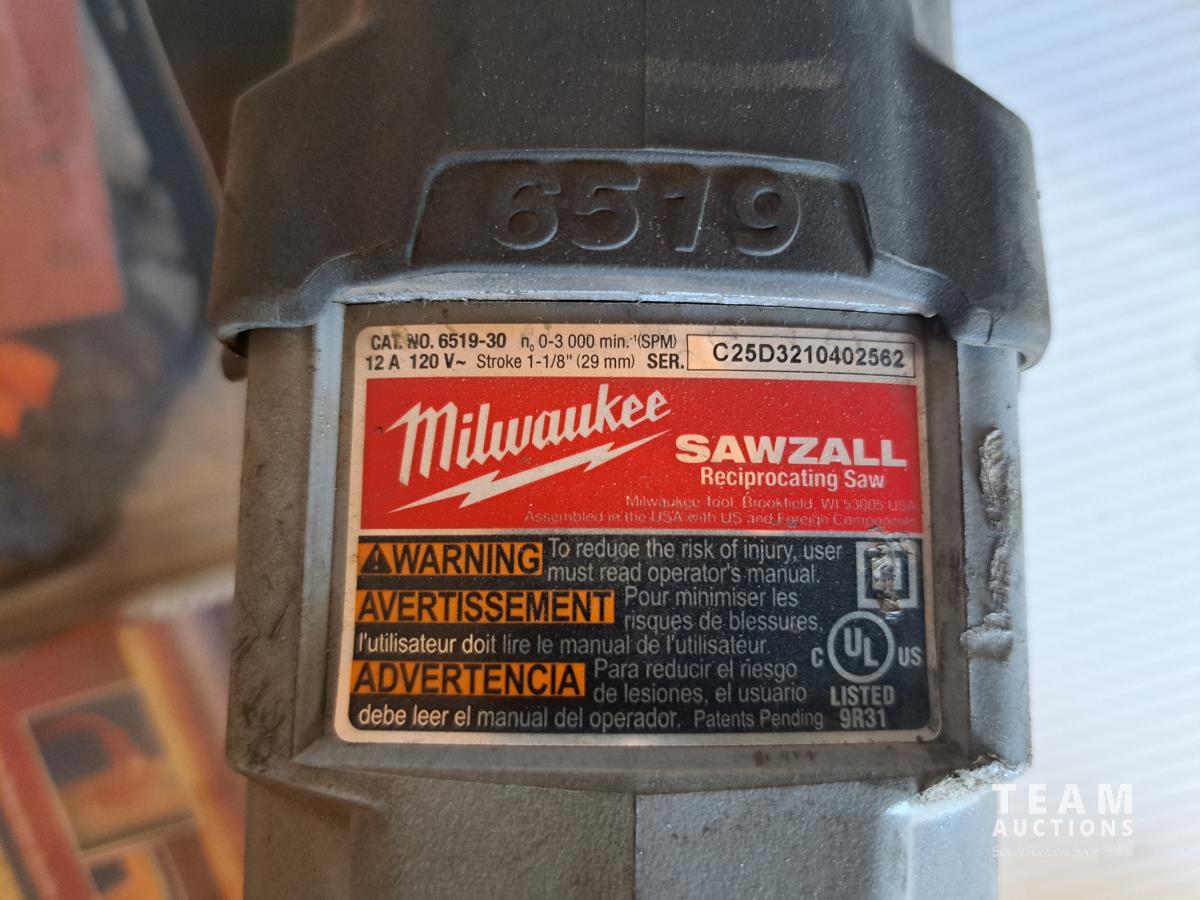 6519
CAT. NO. 6519-30 n₀ 0-3 000 min.⁻¹(SPM)
12 A 120 V~ Stroke 1-1/8" (29 mm) SER. C25D3210402562
Milwaukee
SAWZALL
Reciprocating Saw
Milwaukee Tool, Brookfield, WI 53005 USA
Assembled in the USA with US and Foreign Components
WARNING To reduce the risk of injury, user
must read operator's manual.
AVERTISSEMENT Pour minimiser les
risques de blessures,
l'utilisateur doit lire le manual de l'utilisateur.
ADVERTENCIA Para reducir el riesgo
de lesiones, el usuario
debe leer el manual del operador. Patents Pending
C UL US
LISTED
9R31
TEAM
AUCTIONS